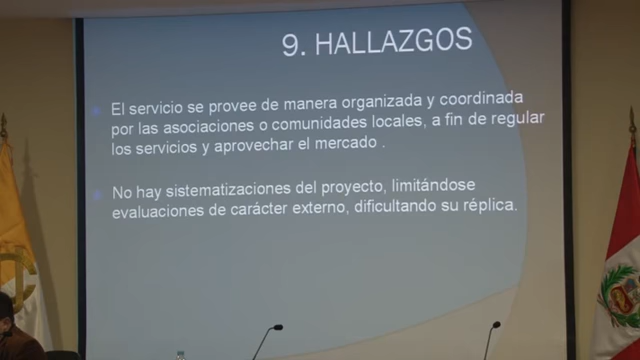 9. HALLAZGOS
El servicio se provee de manera organizada y coordinada
por las asociaciones o comunidades locales, a fin de regular
los servicios y aprovechar el mercado .
No hay sistematizaciones del proyecto, limitándose
evaluaciones de carácter externo, dificultando su réplica.